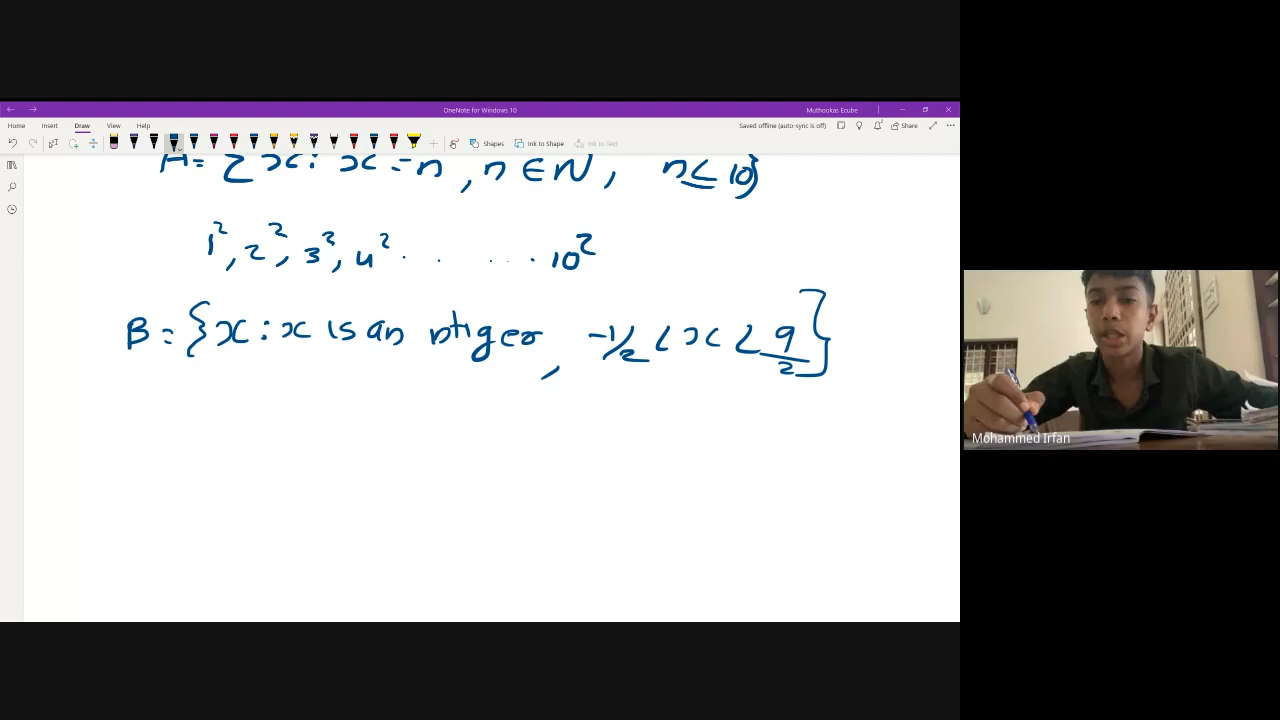 OneNote for Windows 10
Muthookas Ecube
Home Insert Draw View Help
Saved offline (auto-sync is off)
Share
Shapes Ink to Shape Ink to Text
A= {x: x=n, n∈N, n≤10}
1², 2², 3², 4² . . . . . 10²
B = {x: x is an ntiger, -1/2 < x < 9/2}
Mohammed Irfan